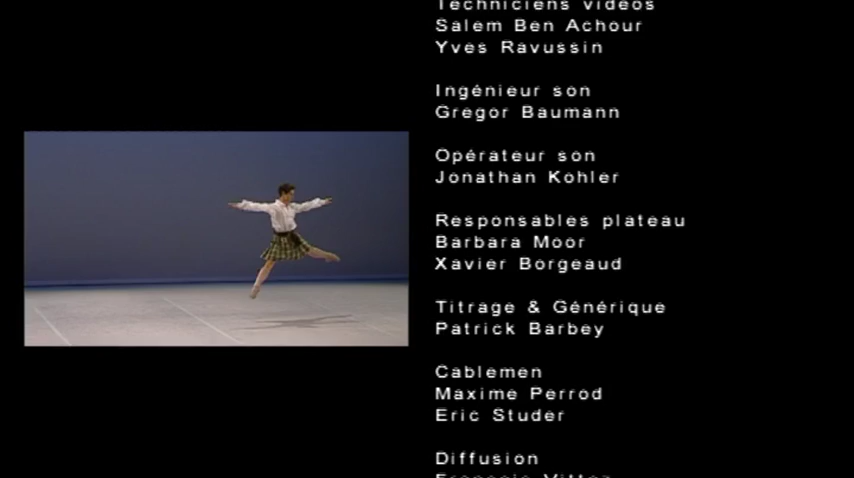 Techniciens vidéos
Salem Ben Achour
Yves Ravussin
Ingénieur son
Gregor Baumann
Opérateur son
Jonathan Kohler
Responsables plateau
Barbara Moor
Xavier Borgeaud
Titrage & Générique
Patrick Barbey
Cablemen
Maxime Perrod
Eric Studer
Diffusion